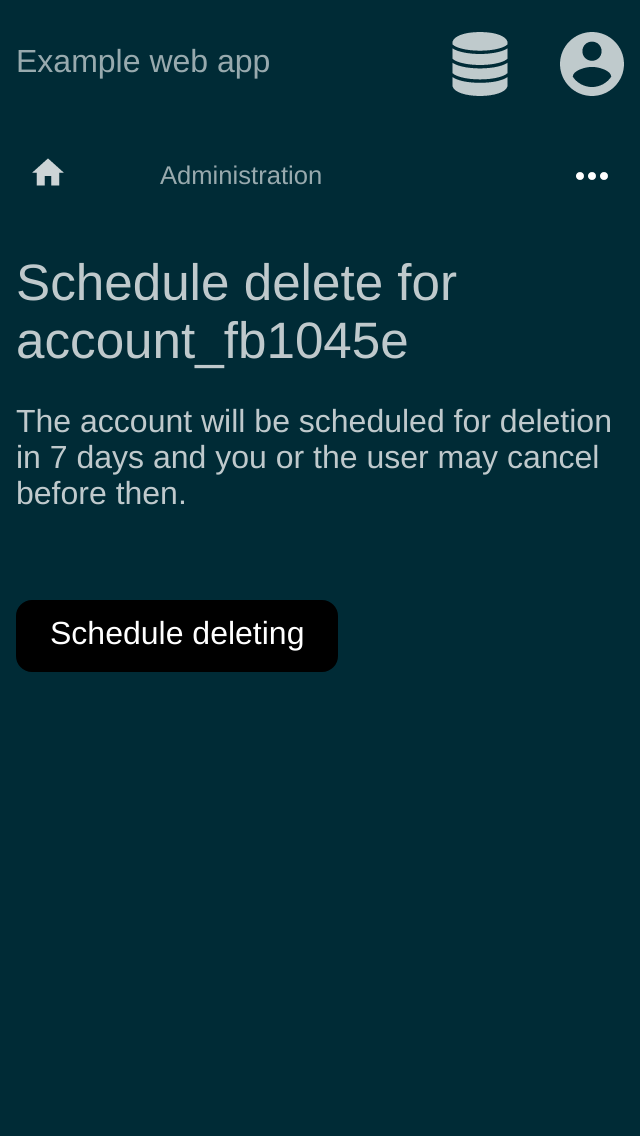 Example web app
Administration
Schedule delete for
account_fb1045e
The account will be scheduled for deletion
in 7 days and you or the user may cancel
before then.
Schedule deleting